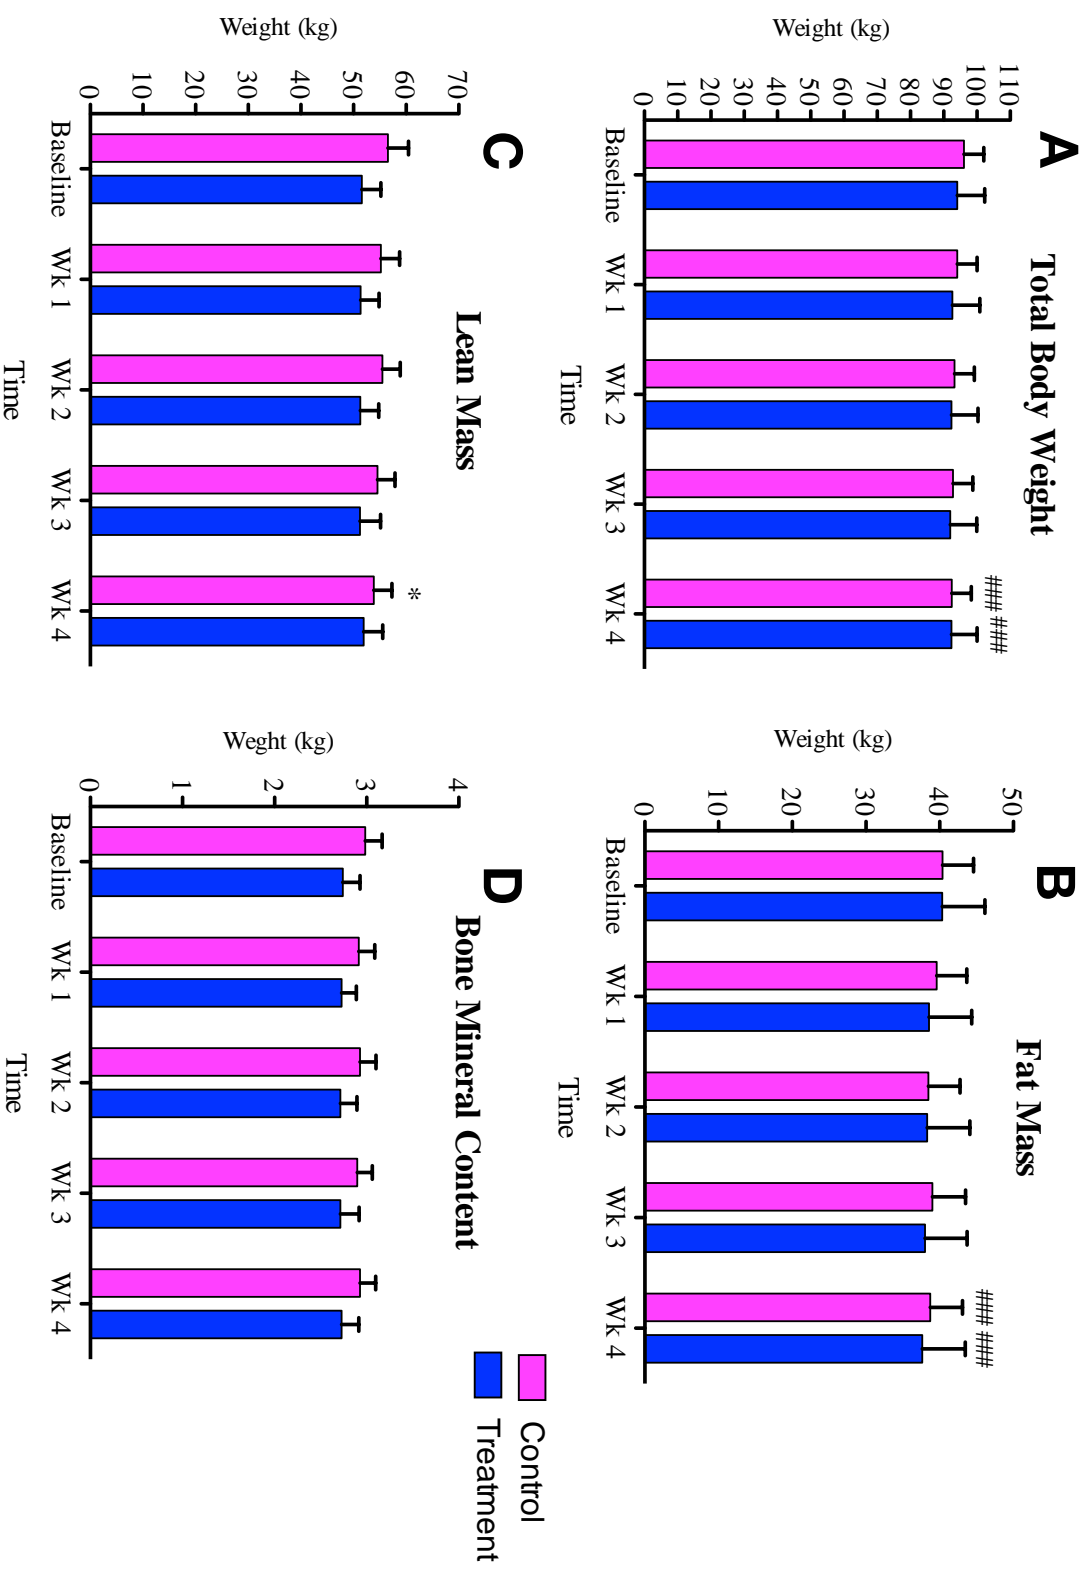 A
Total Body Weight
Weight (kg)
110
100
90
80
70
60
50
40
30
20
10
0
### ###
Baseline Wk 1 Wk 2 Wk 3 Wk 4
Time
B
Fat Mass
Weight (kg)
50
40
30
20
10
0
### ###
Baseline Wk 1 Wk 2 Wk 3 Wk 4
Time
C
Lean Mass
Weight (kg)
70
60
50
40
30
20
10
0
*
Baseline Wk 1 Wk 2 Wk 3 Wk 4
Time
D
Bone Mineral Content
Weght (kg)
4
3
2
1
0
Baseline Wk 1 Wk 2 Wk 3 Wk 4
Time
Control
Treatment